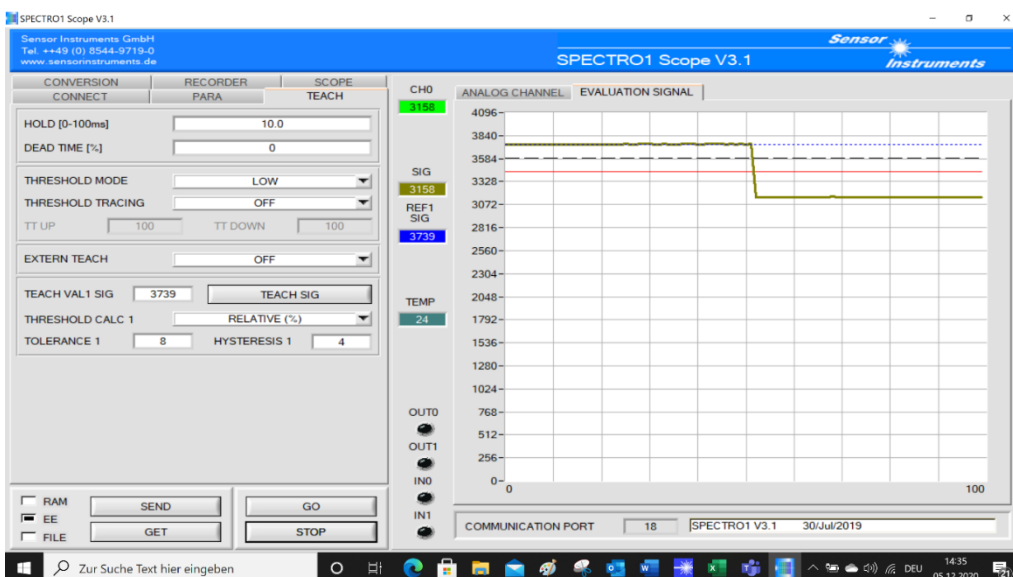 SPECTRO1 Scope V3.1
Sensor Instruments GmbH
Tel. ++49 (0) 8544-9719-0
www.sensorinstruments.de
SPECTRO1 Scope V3.1
Sensor
Instruments
CONVERSION RECORDER SCOPE
CONNECT PARA TEACH
HOLD [0-100ms] 10.0
DEAD TIME [%] 0
THRESHOLD MODE LOW
THRESHOLD TRACING OFF
TT UP 100 TT DOWN 100
EXTERN TEACH OFF
TEACH VAL1 SIG 3739 TEACH SIG
THRESHOLD CALC 1 RELATIVE (%)
TOLERANCE 1 8 HYSTERESIS 1 4
RAM
EE
FILE
SEND
GET
GO
STOP
CH0
3158
SIG
3158
REF1
SIG
3739
TEMP
24
OUT0
OUT1
IN0
IN1
ANALOG CHANNEL EVALUATION SIGNAL
4096
3840
3584
3328
3072
2816
2560
2304
2048
1792
1536
1280
1024
768
512
256
0
0 100
COMMUNICATION PORT 18 SPECTRO1 V3.1 30/Jul/2019
Zur Suche Text hier eingeben
DEU
14:35
05.12.2020
21